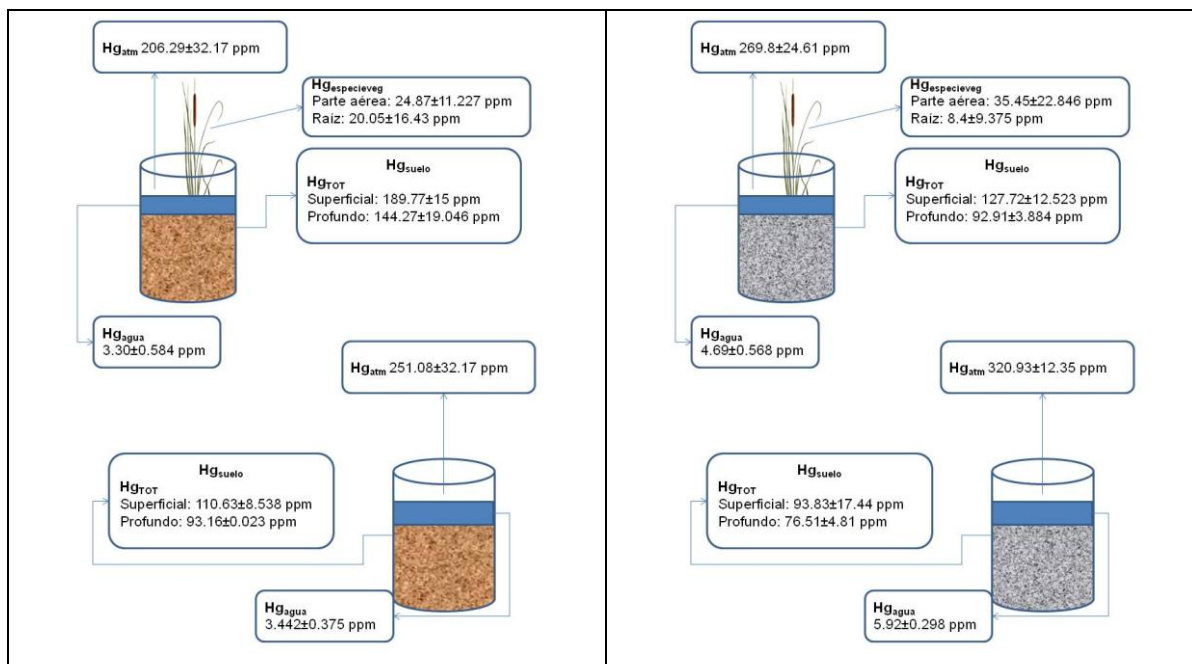 Hgatm 206.29±32.17 ppm
Hgespecieveg
Parte aérea: 24.87±11.227 ppm
Raíz: 20.05±16.43 ppm
Hgsuelo
HgTOT
Superficial: 189.77±15 ppm
Profundo: 144.27±19.046 ppm
Hgagua
3.30±0.584 ppm
Hgatm 251.08±32.17 ppm
Hgsuelo
HgTOT
Superficial: 110.63±8.538 ppm
Profundo: 93.16±0.023 ppm
Hgagua
3.442±0.375 ppm
Hgatm 269.8±24.61 ppm
Hgespecieveg
Parte aérea: 35.45±22.846 ppm
Raíz: 8.4±9.375 ppm
Hgsuelo
HgTOT
Superficial: 127.72±12.523 ppm
Profundo: 92.91±3.884 ppm
Hgagua
4.69±0.568 ppm
Hgatm 320.93±12.35 ppm
Hgsuelo
HgTOT
Superficial: 93.83±17.44 ppm
Profundo: 76.51±4.81 ppm
Hgagua
5.92±0.298 ppm